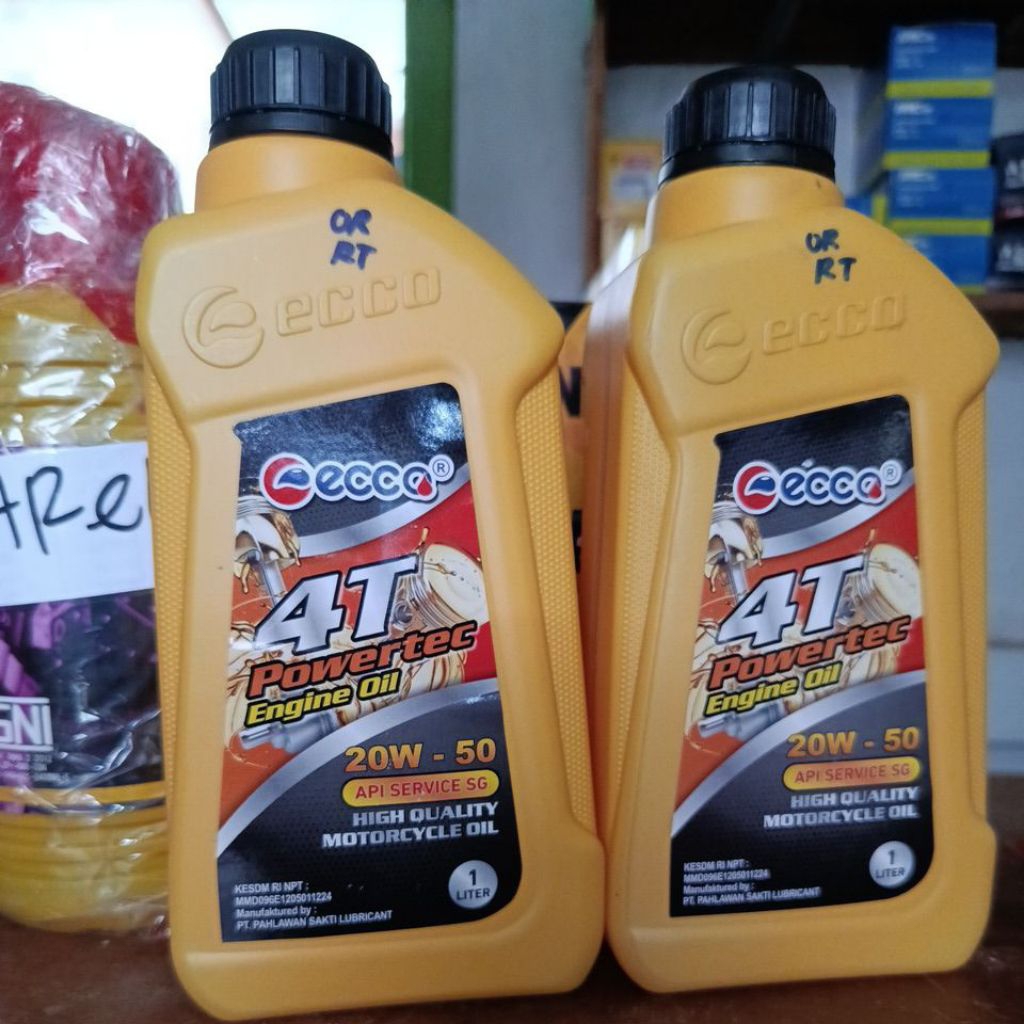 OR
RT
ecco
ecco®
4T
Powertec
Engine Oil
20W - 50
API SERVICE SG
HIGH QUALITY
MOTORCYCLE OIL
KESDM RI NPT :
MMD096E1205011224
Manufaktured by :
PT. PAHLAWAN SAKTI LUBRICANT
1
LITER
OR
RT
ecco
ecco®
4T
Powertec
Engine Oil
20W - 50
API SERVICE SG
HIGH QUALITY
MOTORCYCLE OIL
KESDM RI NPT :
MMD096E1205011224
Manufaktured by :
PT. PAHLAWAN SAKTI LUBRICANT
1
LITER
ARe
GNI